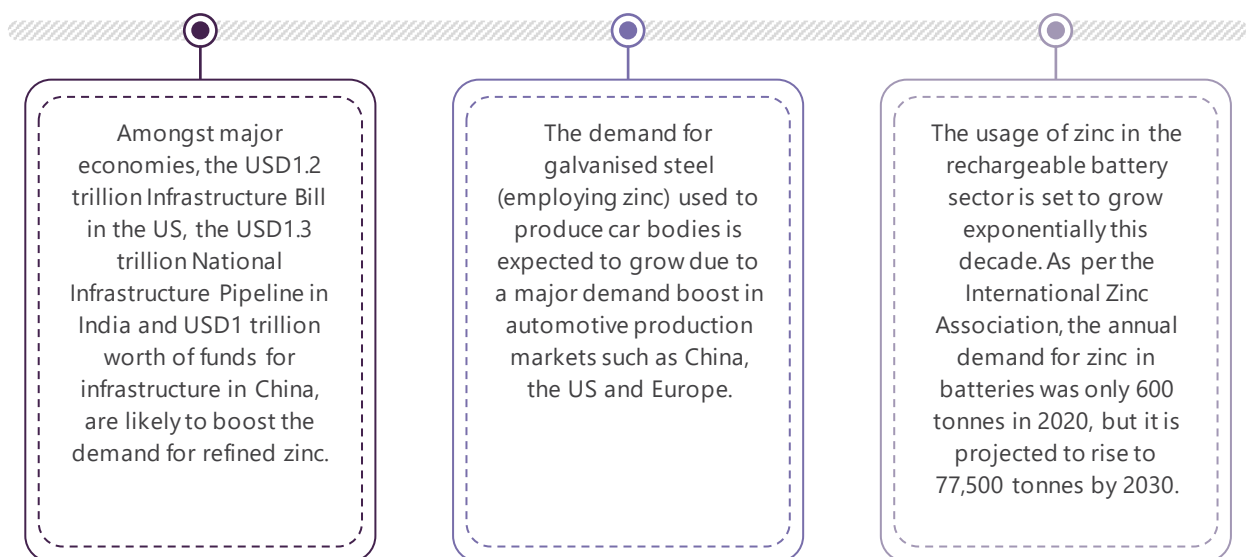 Amongst major
economies, the USD1.2
trillion Infrastructure Bill
in the US, the USD1.3
trillion National
Infrastructure Pipeline in
India and USD1 trillion
worth of funds for
infrastructure in China,
are likely to boost the
demand for refined zinc.
The demand for
galvanised steel
(employing zinc) used to
produce car bodies is
expected to grow due to
a major demand boost in
automotive production
markets such as China,
the US and Europe.
The usage of zinc in the
rechargeable battery
sector is set to grow
exponentially this
decade. As per the
International Zinc
Association, the annual
demand for zinc in
batteries was only 600
tonnes in 2020, but it is
projected to rise to
77,500 tonnes by 2030.